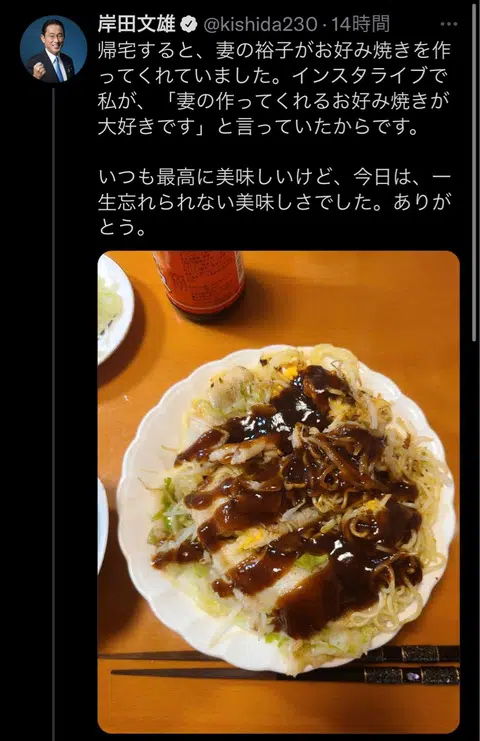 岸田文雄 @kishida230・14時間
帰宅すると、妻の裕子がお好み焼きを作
ってくれていました。インスタライブで
私が、「妻の作ってくれるお好み焼きが
大好きです」と言っていたからです。
いつも最高に美味しいけど、今日は、一
生忘れられない美味しさでした。ありが
とう。